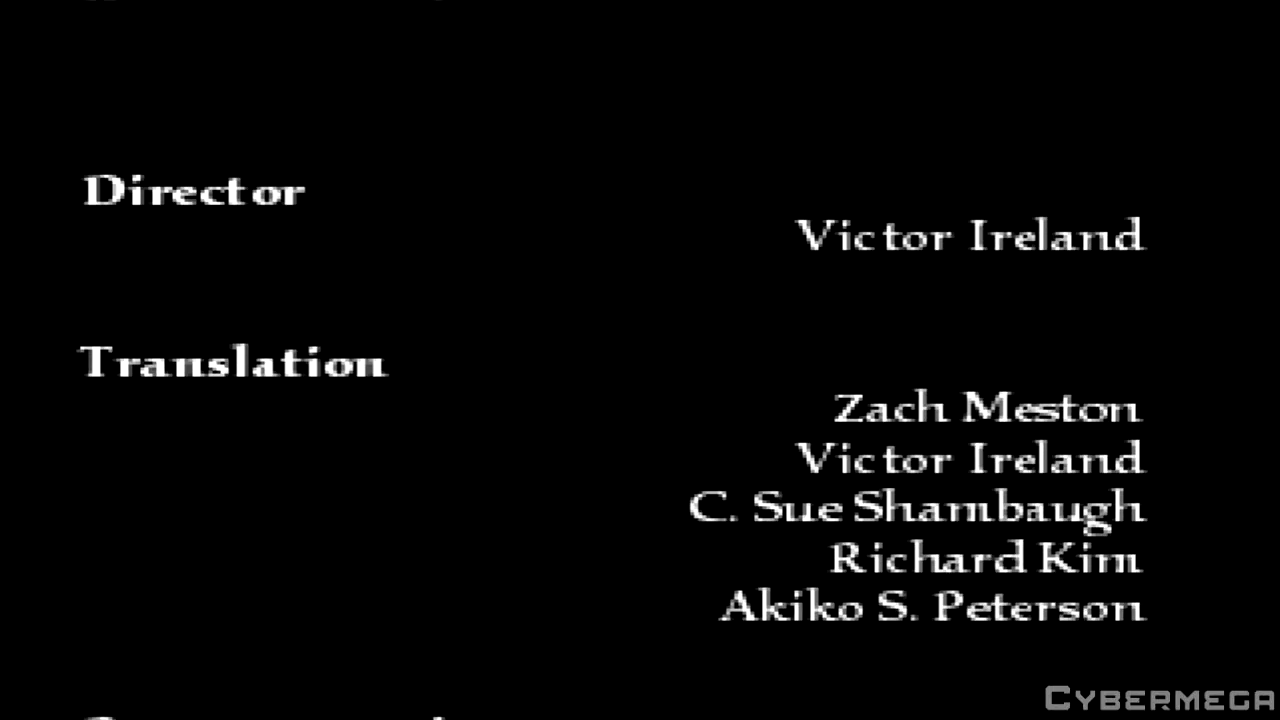 Director
Victor Ireland
Translation
Zach Meston
Victor Ireland
C. Sue Shambaugh
Richard Kim
Akiko S. Peterson
Cybermega